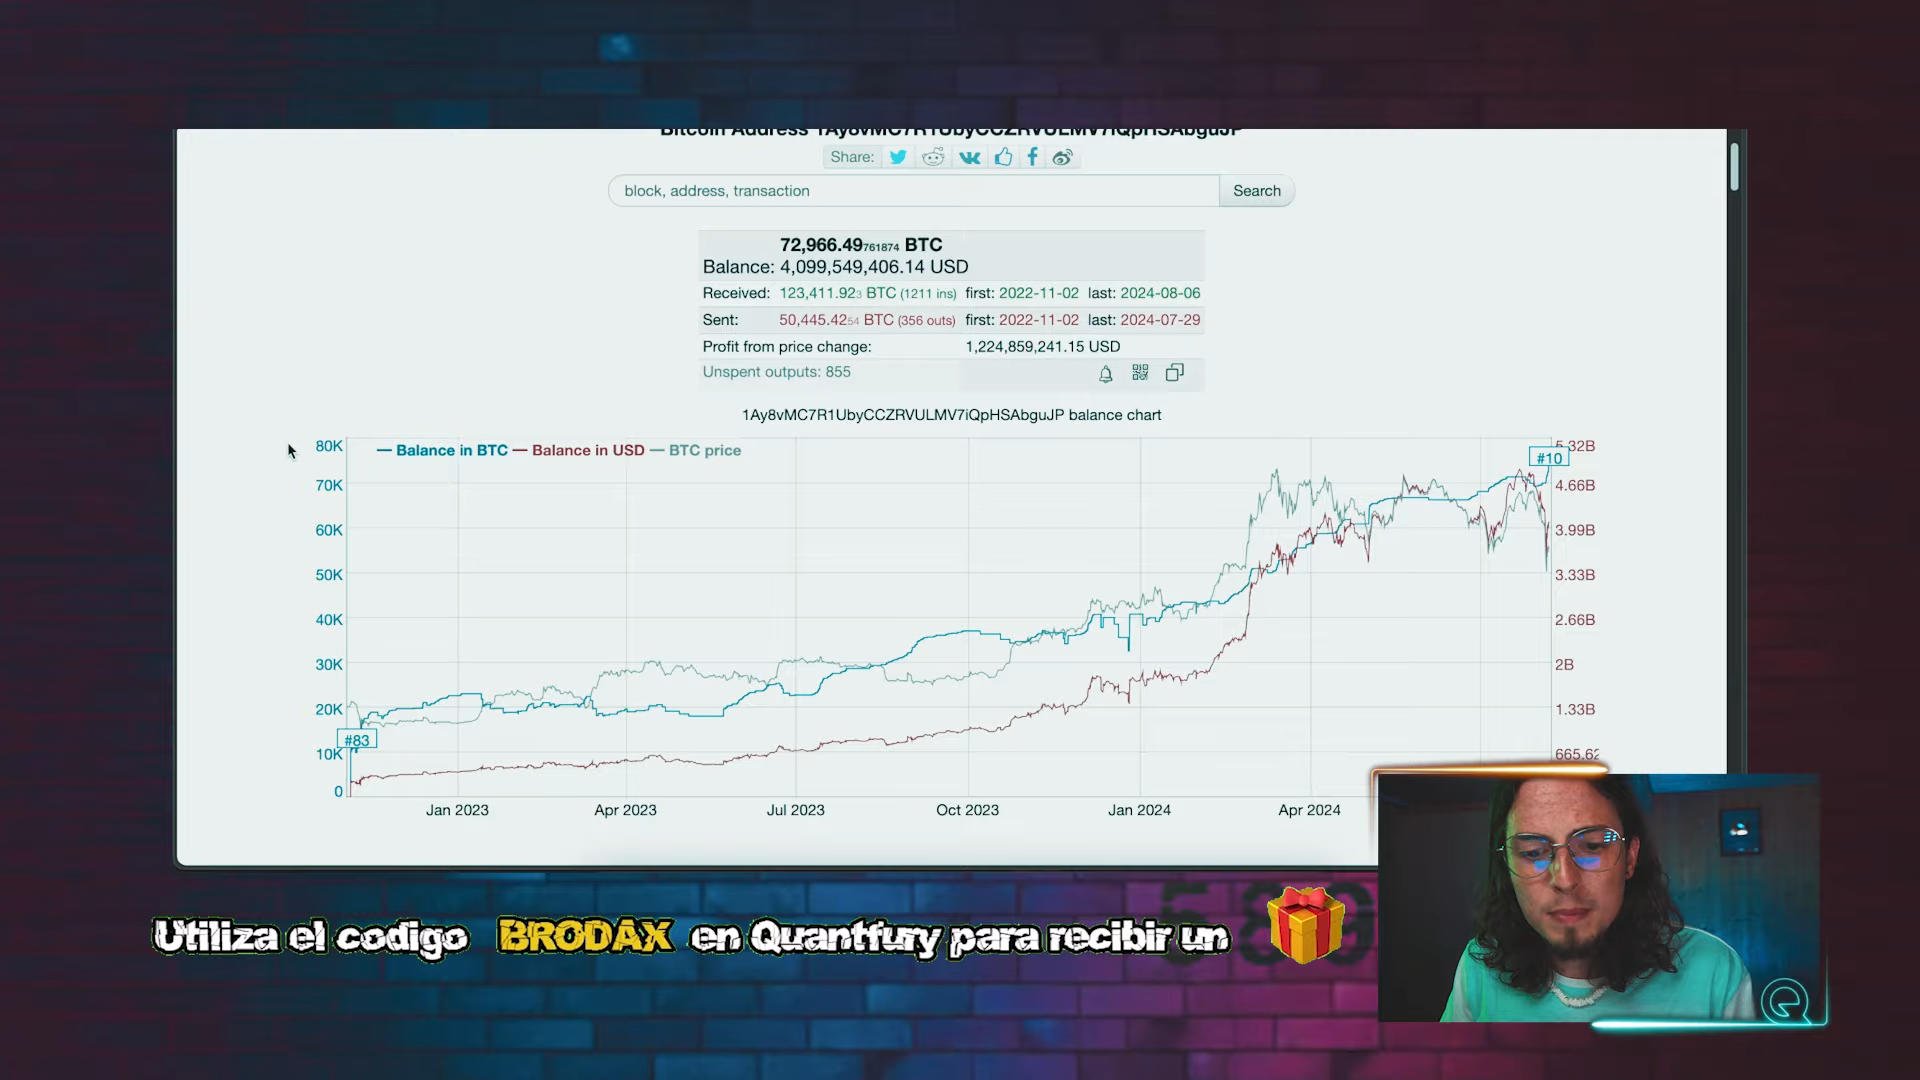 Bitcoin Address 1Ay8vMC7R1UbyCCZRVULMV7iQpHSAbguJP
Share:
block, address, transaction
Search
72,966.49761874 BTC
Balance: 4,099,549,406.14 USD
Received: 123,411.923 BTC (1211 ins) first: 2022-11-02 last: 2024-08-06
Sent: 50,445.4254 BTC (356 outs) first: 2022-11-02 last: 2024-07-29
Profit from price change: 1,224,859,241.15 USD
Unspent outputs: 855
1Ay8vMC7R1UbyCCZRVULMV7iQpHSAbguJP balance chart
Balance in BTC Balance in USD BTC price
80K 5.32B
#10
70K 4.66B
60K 3.99B
50K 3.33B
40K 2.66B
30K 2B
20K 1.33B
#83
10K 665.62
0
Jan 2023 Apr 2023 Jul 2023 Oct 2023 Jan 2024 Apr 2024
Utiliza el codigo BRODAX en Quantfury para recibir un